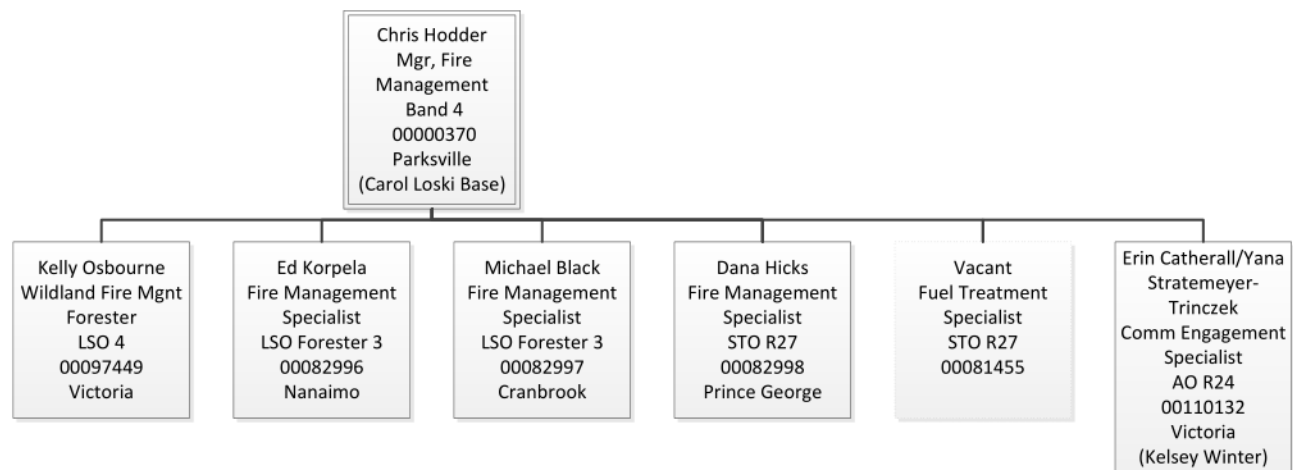 Chris Hodder
Mgr, Fire
Management
Band 4
00000370
Parksville
(Carol Loski Base)
Kelly Osbourne
Wildland Fire Mgnt
Forester
LSO 4
00097449
Victoria
Ed Korpela
Fire Management
Specialist
LSO Forester 3
00082996
Nanaimo
Michael Black
Fire Management
Specialist
LSO Forester 3
00082997
Cranbrook
Dana Hicks
Fire Management
Specialist
STO R27
00082998
Prince George
Vacant
Fuel Treatment
Specialist
STO R27
00081455
Erin Catherall/Yana
Stratemeyer-
Trinczek
Comm Engagement
Specialist
AO R24
00110132
Victoria
(Kelsey Winter)